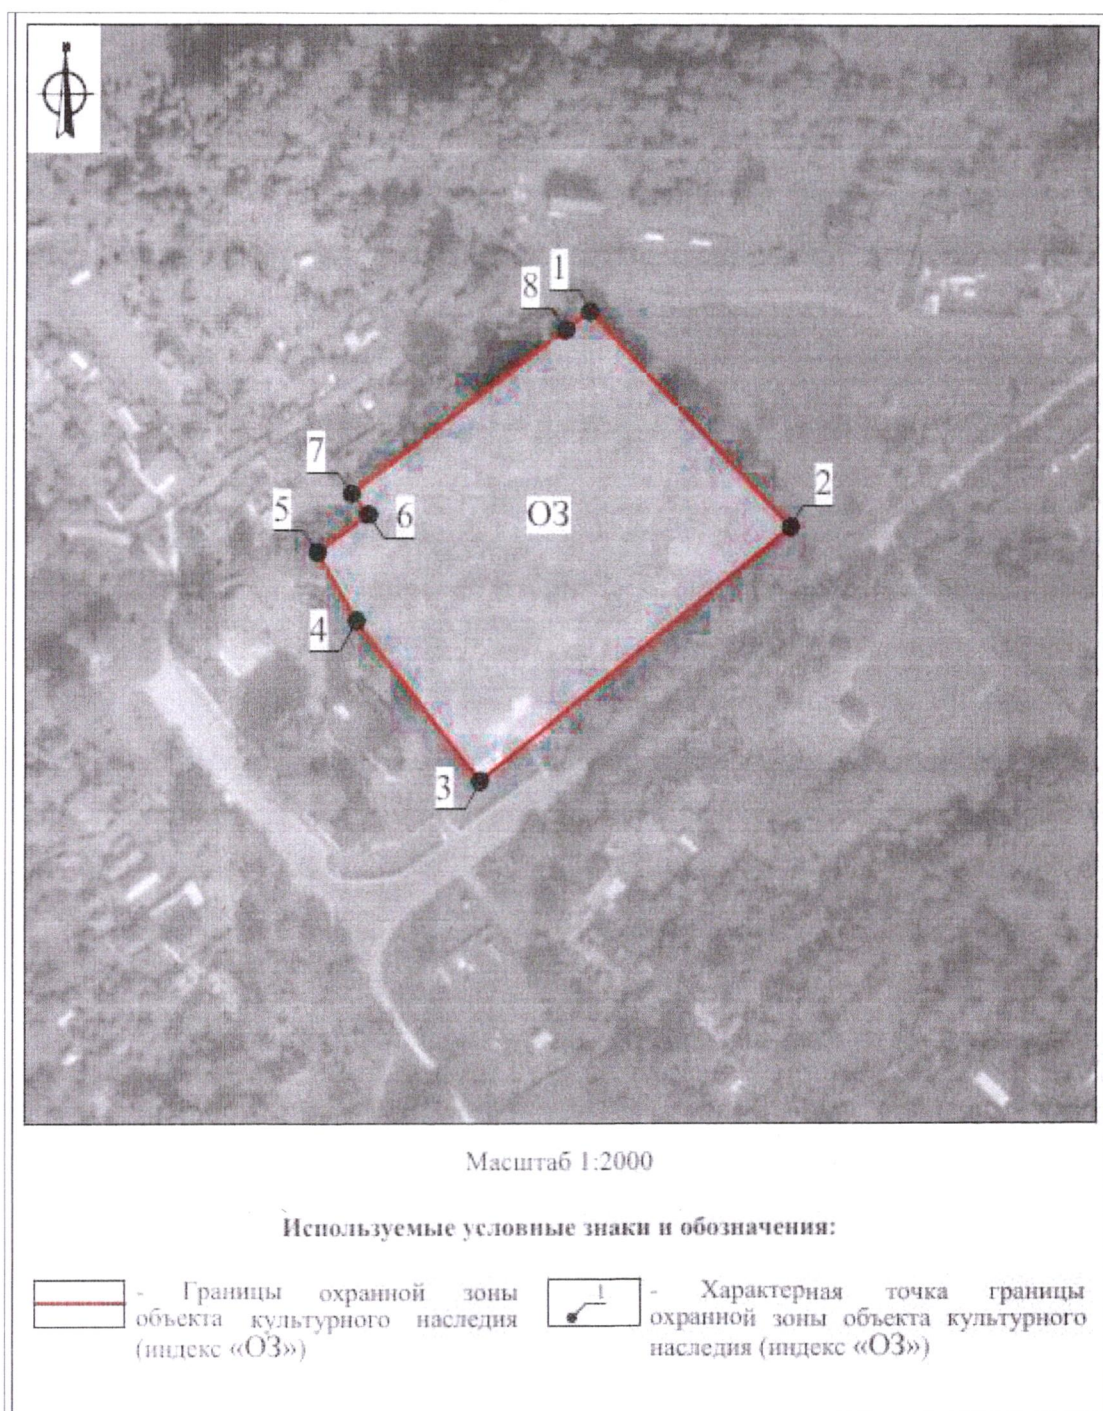 1
8
7
2
5
6
ОЗ
4
3
Масштаб 1:2000
Используемые условные знаки и обозначения:
- Границы охранной зоны
объекта культурного наследия
(индекс «ОЗ»)
1
- Характерная точка границы
охранной зоны объекта культурного
наследия (индекс «ОЗ»)